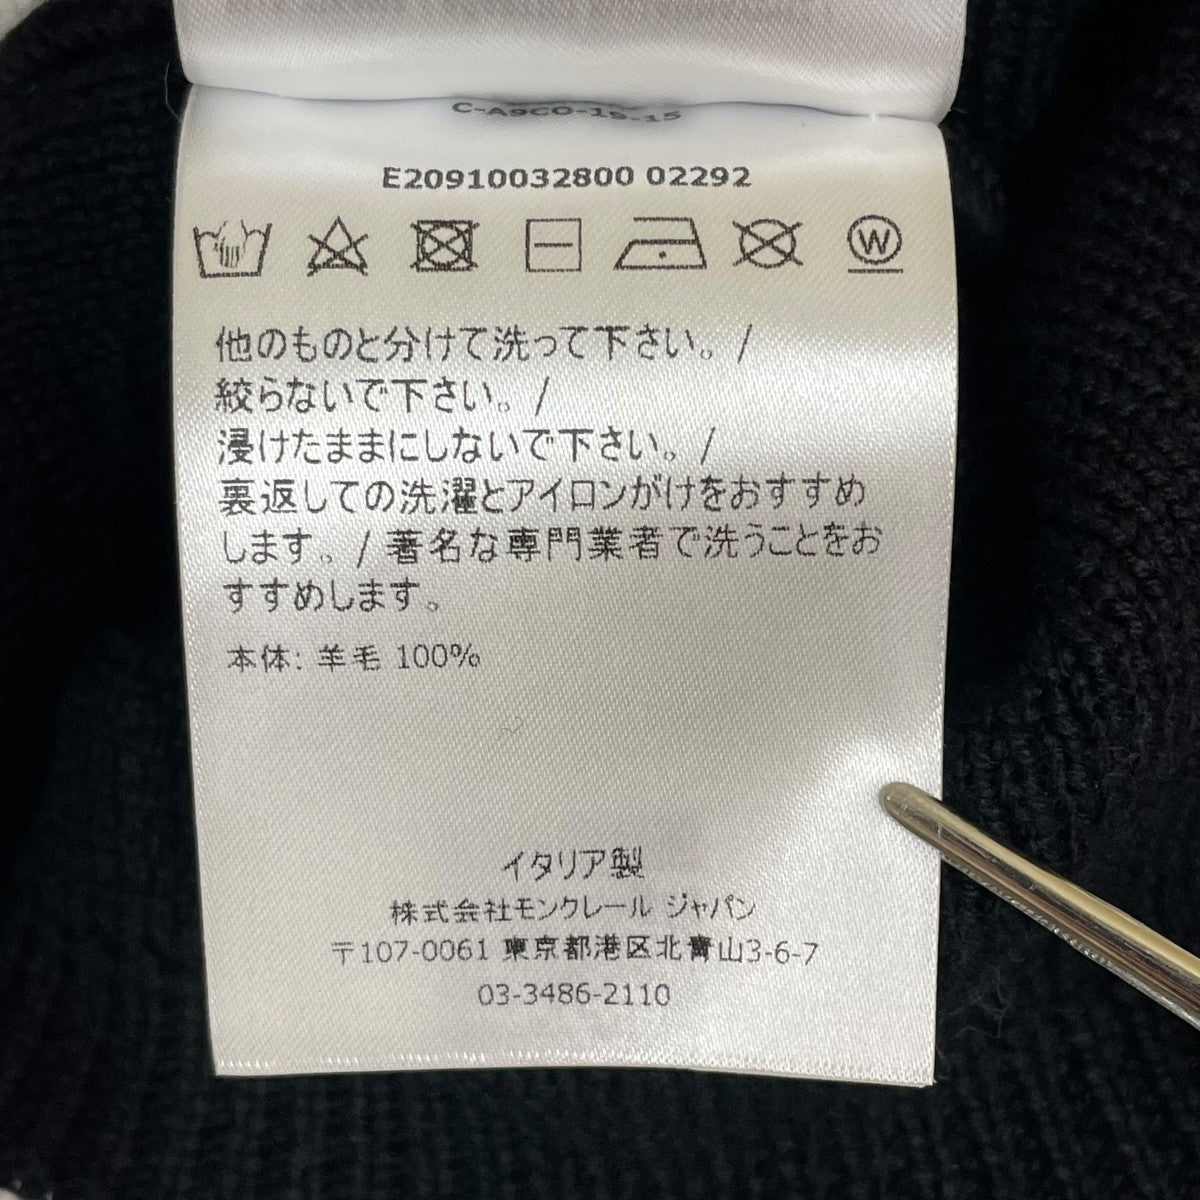 C-A9CO-19-15
E20910032800 02292
W
他のものと分けて洗って下さい。/
絞らないで下さい。/
浸けたままにしないで下さい。/
裏返しての洗濯とアイロンがけをおすすめ
します。/ 著名な専門業者で洗うことをお
すすめします。
本体: 羊毛 100%
イタリア製
株式会社モンクレール ジャパン
〒107-0061 東京都港区北青山3-6-7
03-3486-2110